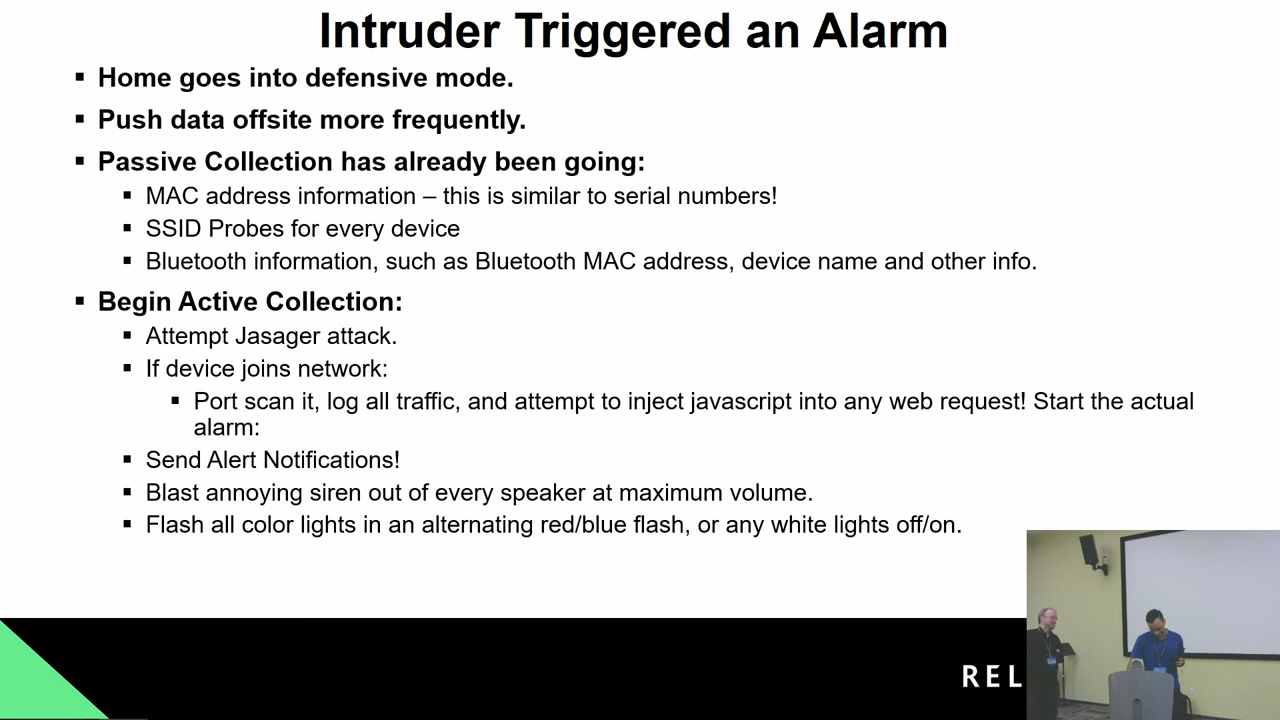 Intruder Triggered an Alarm
▪ Home goes into defensive mode.
▪ Push data offsite more frequently.
▪ Passive Collection has already been going:
▪ MAC address information – this is similar to serial numbers!
▪ SSID Probes for every device
▪ Bluetooth information, such as Bluetooth MAC address, device name and other info.
▪ Begin Active Collection:
▪ Attempt Jasager attack.
▪ If device joins network:
▪ Port scan it, log all traffic, and attempt to inject javascript into any web request! Start the actual
alarm:
▪ Send Alert Notifications!
▪ Blast annoying siren out of every speaker at maximum volume.
▪ Flash all color lights in an alternating red/blue flash, or any white lights off/on.
REL